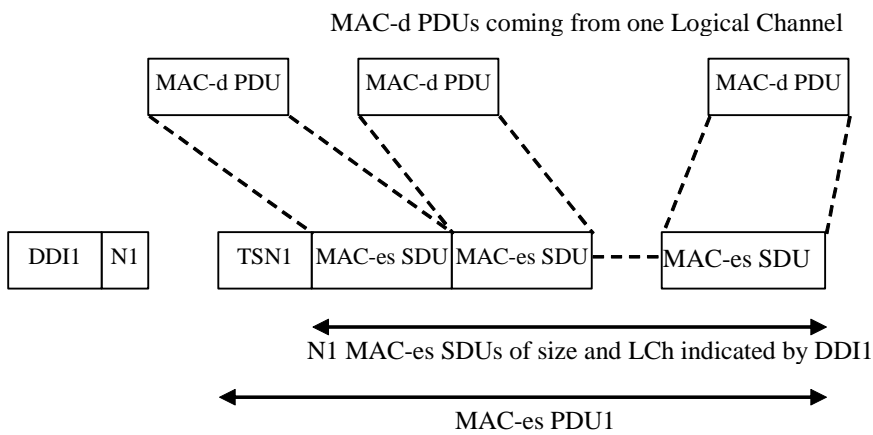 MAC-d PDUs coming from one Logical Channel
MAC-d PDU MAC-d PDU MAC-d PDU
DDI1 N1 TSN1 MAC-es SDU MAC-es SDU MAC-es SDU
N1 MAC-es SDUs of size and LCh indicated by DDI1
MAC-es PDU1